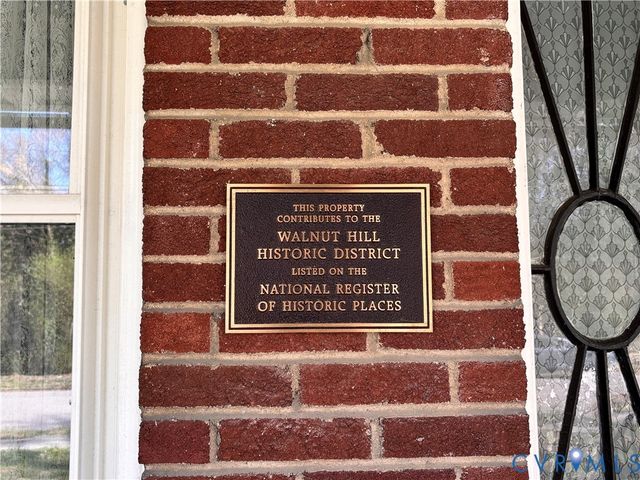 THIS PROPERTY
CONTRIBUTES TO THE
WALNUT HILL
HISTORIC DISTRICT
LISTED ON THE
NATIONAL REGISTER
OF HISTORIC PLACES
CVRMLS